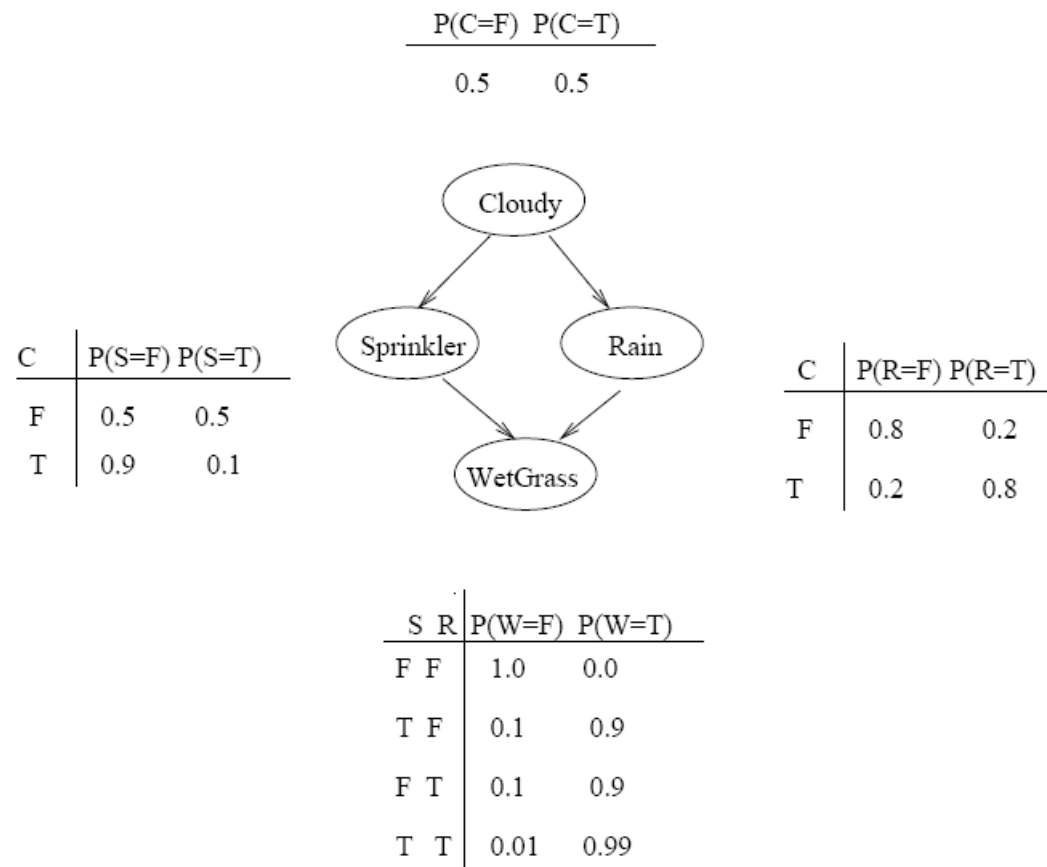 P(C=F) P(C=T)
0.5 0.5
Cloudy
Sprinkler
Rain
WetGrass
C P(S=F) P(S=T)
F 0.5 0.5
T 0.9 0.1
C P(R=F) P(R=T)
F 0.8 0.2
T 0.2 0.8
S R P(W=F) P(W=T)
F F 1.0 0.0
T F 0.1 0.9
F T 0.1 0.9
T T 0.01 0.99